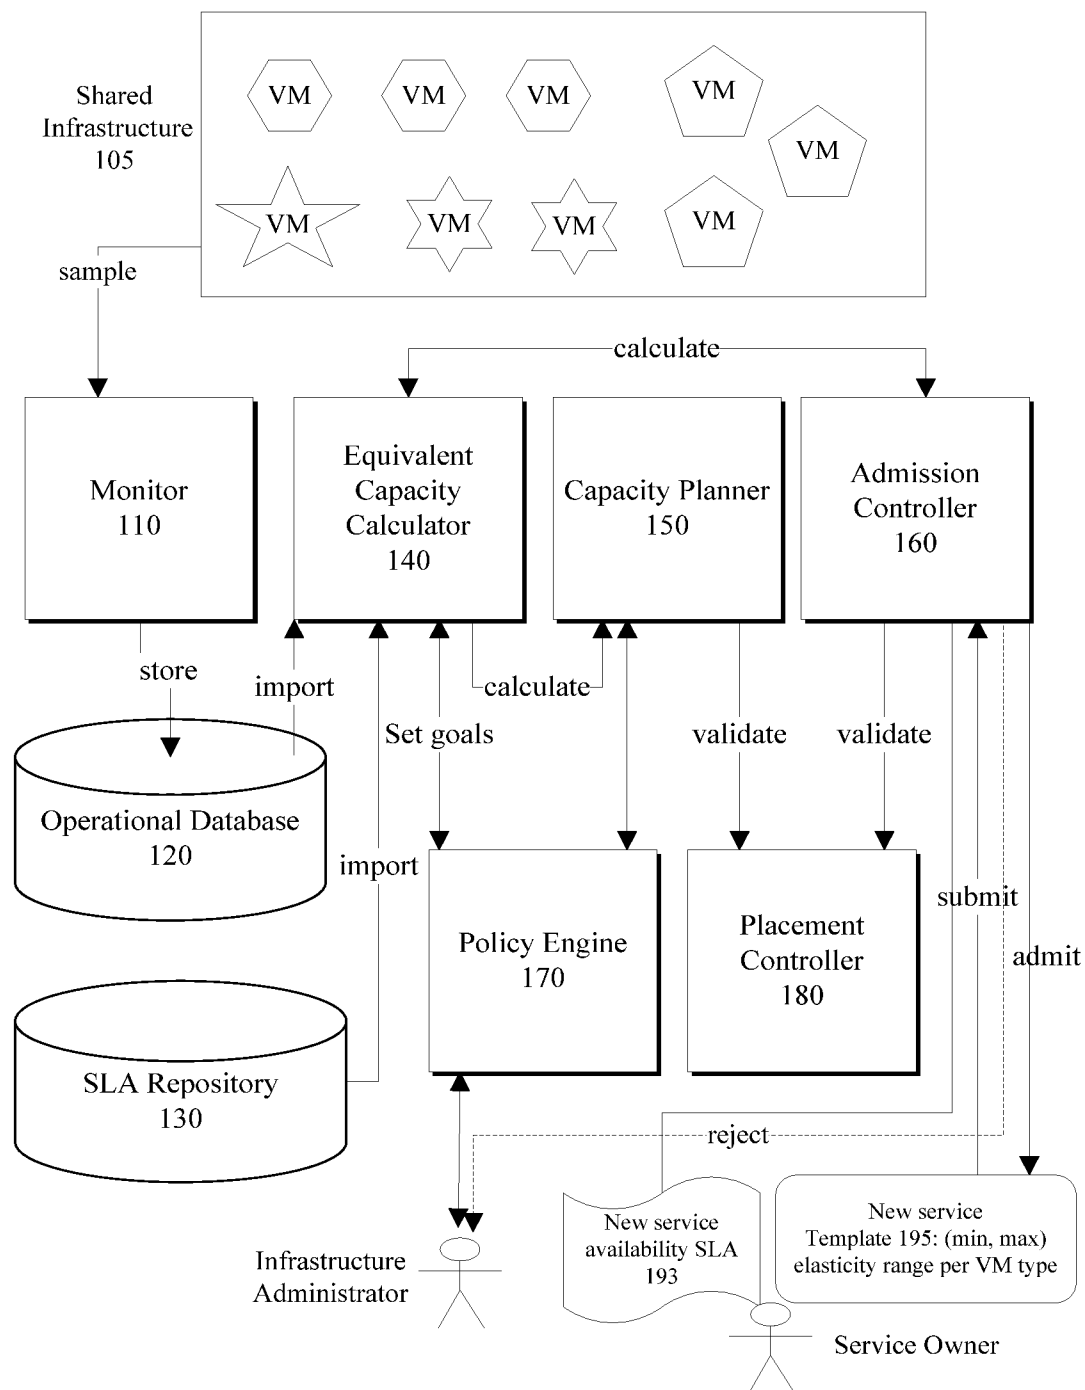 VM
VM
VM
VM
VM
VM
VM
VM
VM
Shared
Infrastructure
105
sample
calculate
Monitor
110
Equivalent
Capacity
Calculator
140
Capacity Planner
150
Admission
Controller
160
store
import
calculate
Set goals
validate
validate
Operational Database
120
import
submit
admit
Policy Engine
170
Placement
Controller
180
SLA Repository
130
reject
New service
availability SLA
193
New service
Template 195: (min, max)
elasticity range per VM type
Infrastructure
Administrator
Service Owner